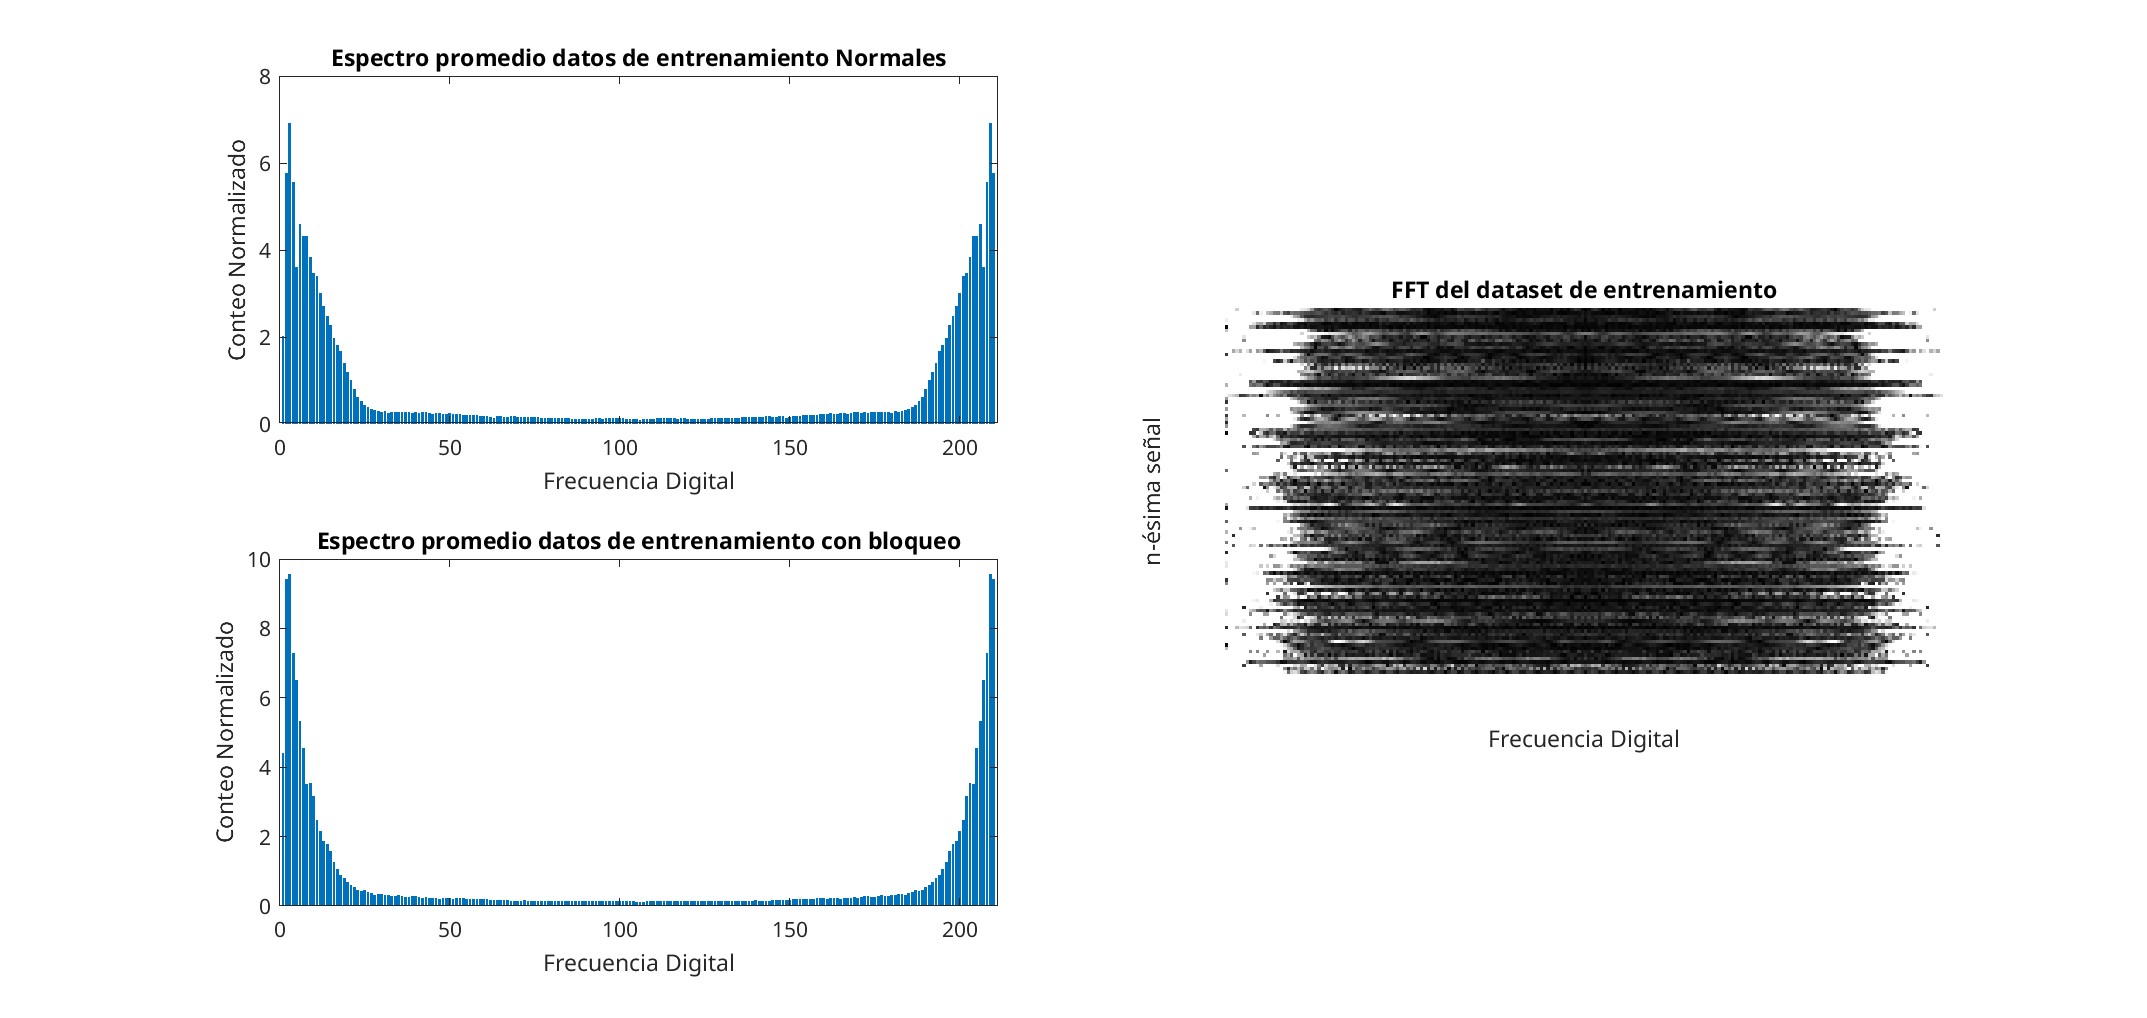 Espectro promedio datos de entrenamiento Normales
8
6
4
2
0
Conteo Normalizado
0 50 100 150 200
Frecuencia Digital
Espectro promedio datos de entrenamiento con bloqueo
10
8
6
4
2
0
Conteo Normalizado
0 50 100 150 200
Frecuencia Digital
FFT del dataset de entrenamiento
n-ésima señal
Frecuencia Digital